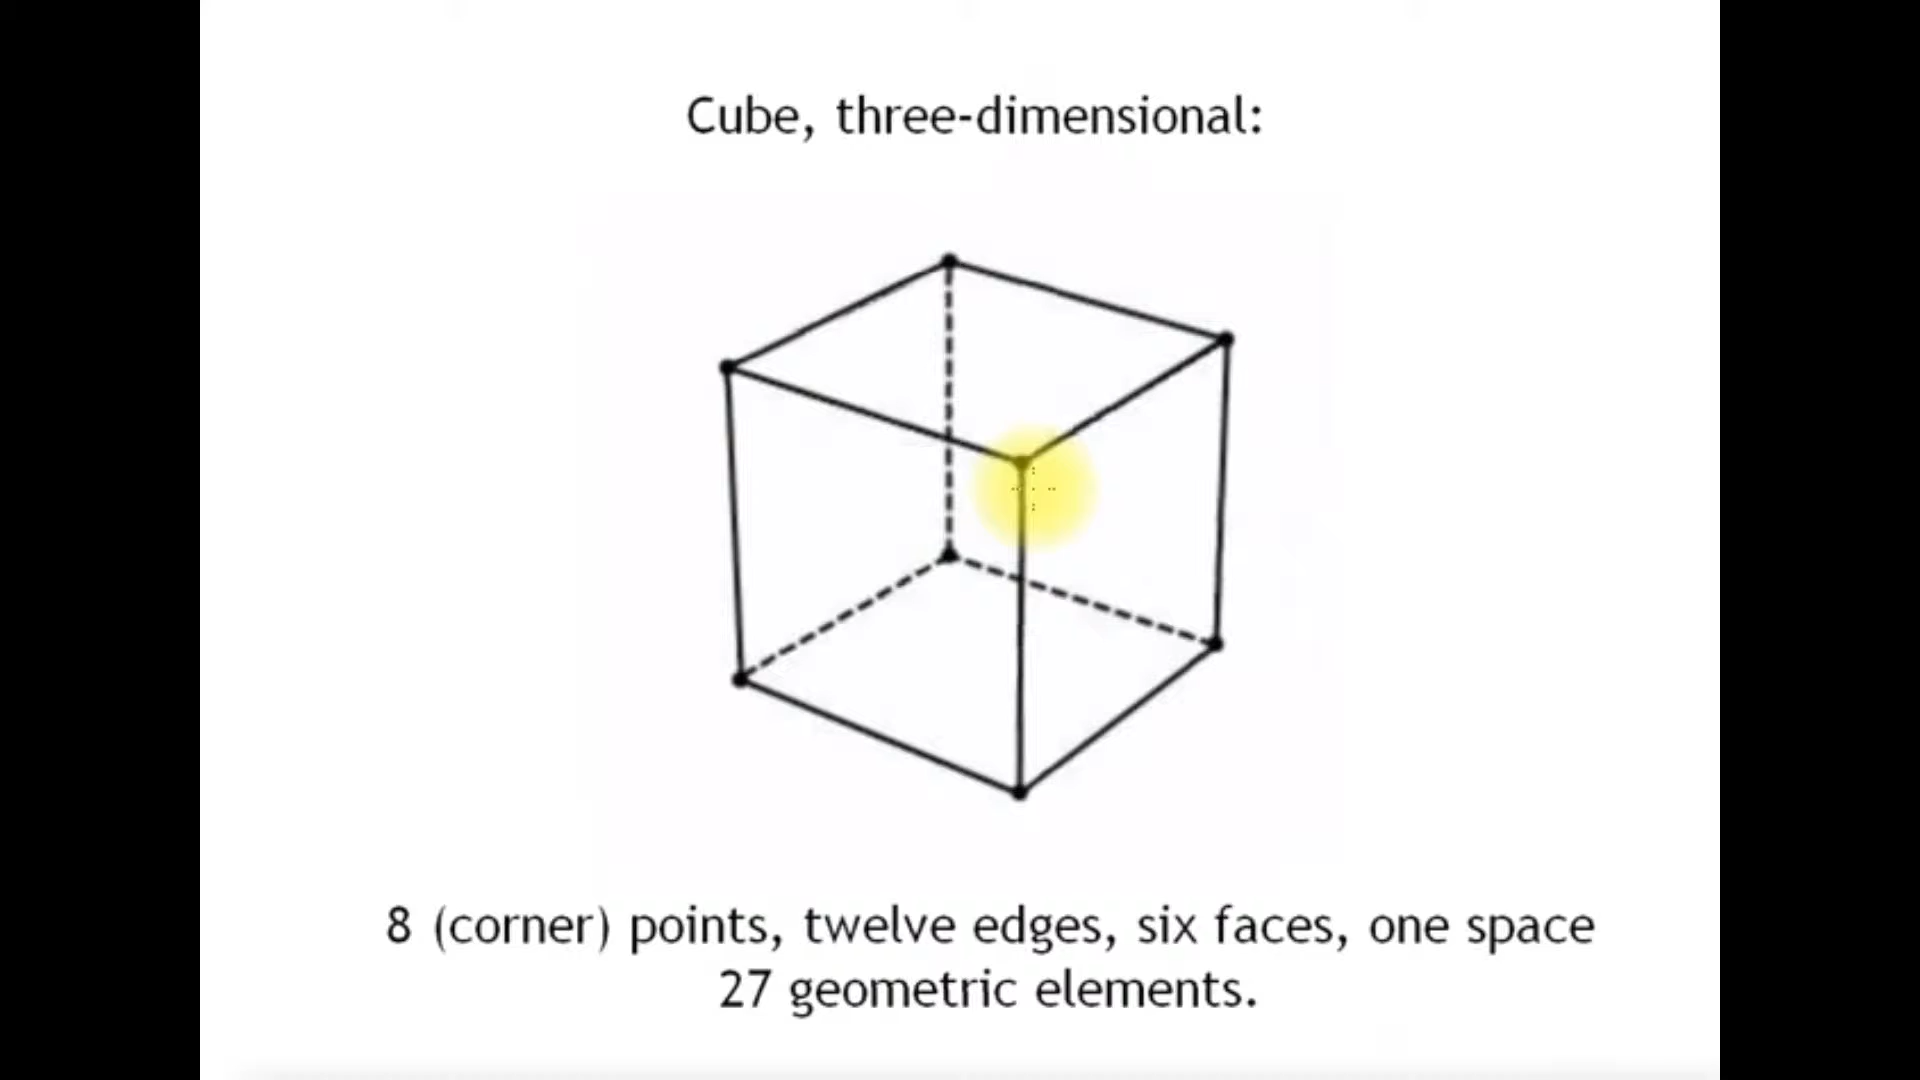 Cube, three-dimensional:
8 (corner) points, twelve edges, six faces, one space
27 geometric elements.